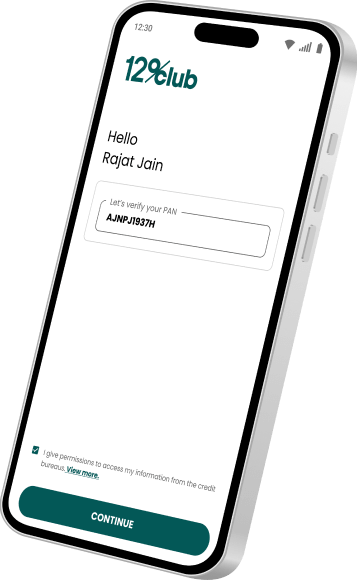 12:30
12%club
Hello
Rajat Jain
Let's verify your PAN
AJNPJ1937H
I give permissions to access my information from the credit
bureaus. View more.
CONTINUE